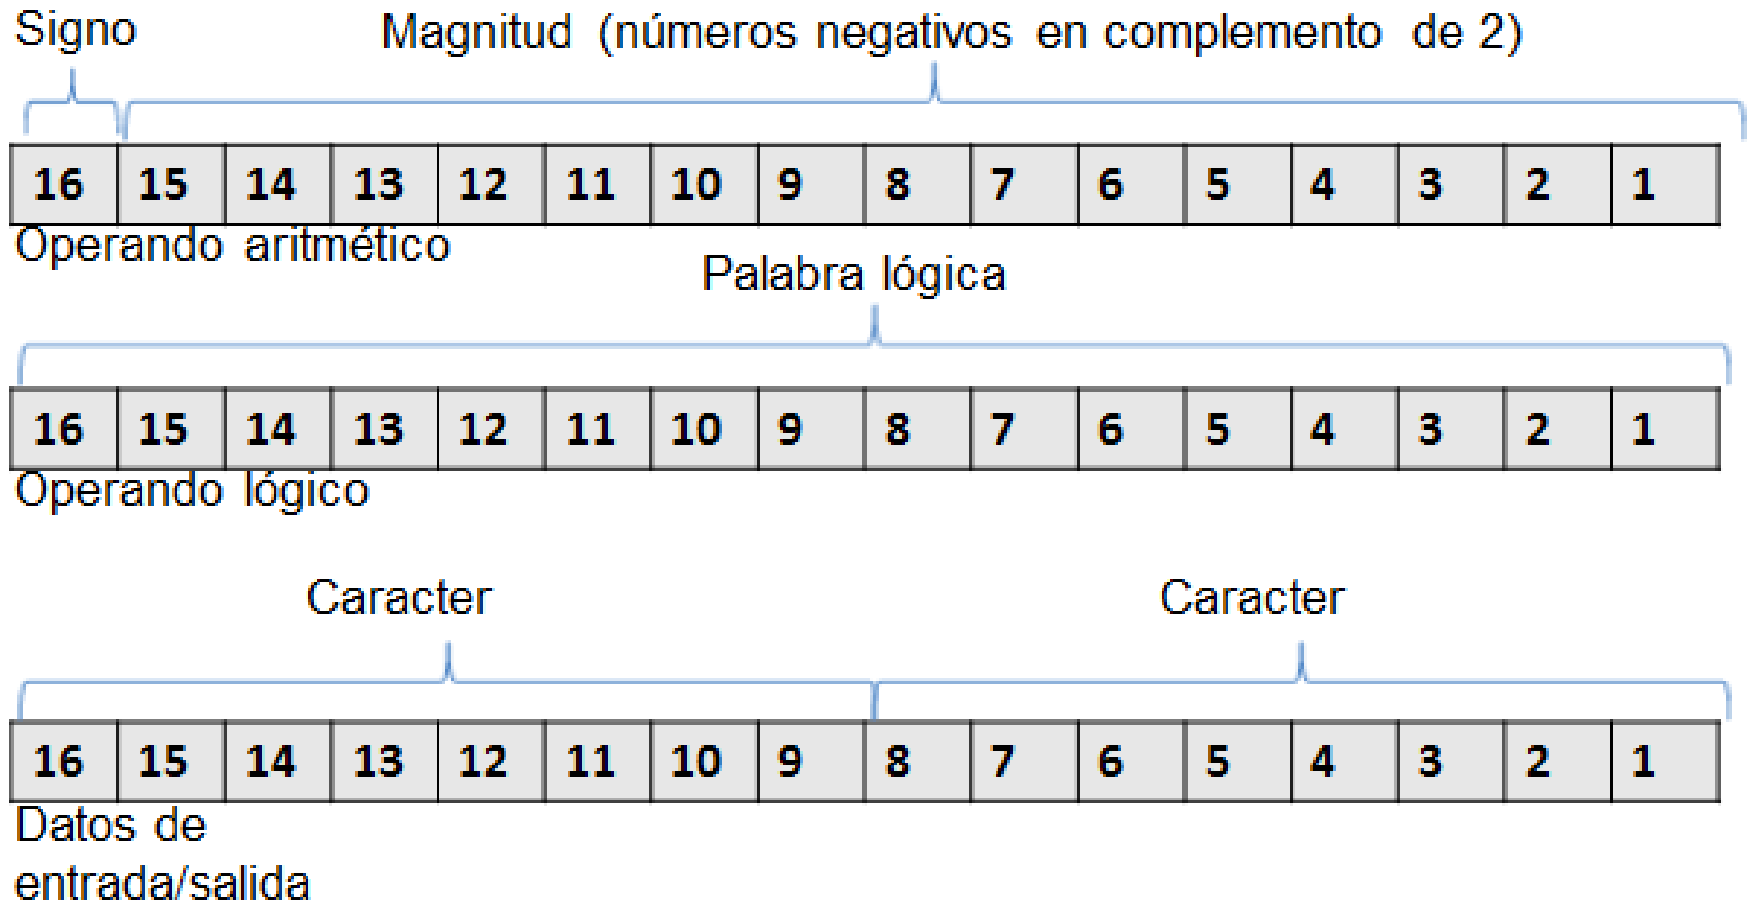 Signo Magnitud (números negativos en complemento de 2)
16 15 14 13 12 11 10 9 8 7 6 5 4 3 2 1
Operando aritmético
Palabra lógica
16 15 14 13 12 11 10 9 8 7 6 5 4 3 2 1
Operando lógico
Caracter Caracter
16 15 14 13 12 11 10 9 8 7 6 5 4 3 2 1
Datos de
entrada/salida